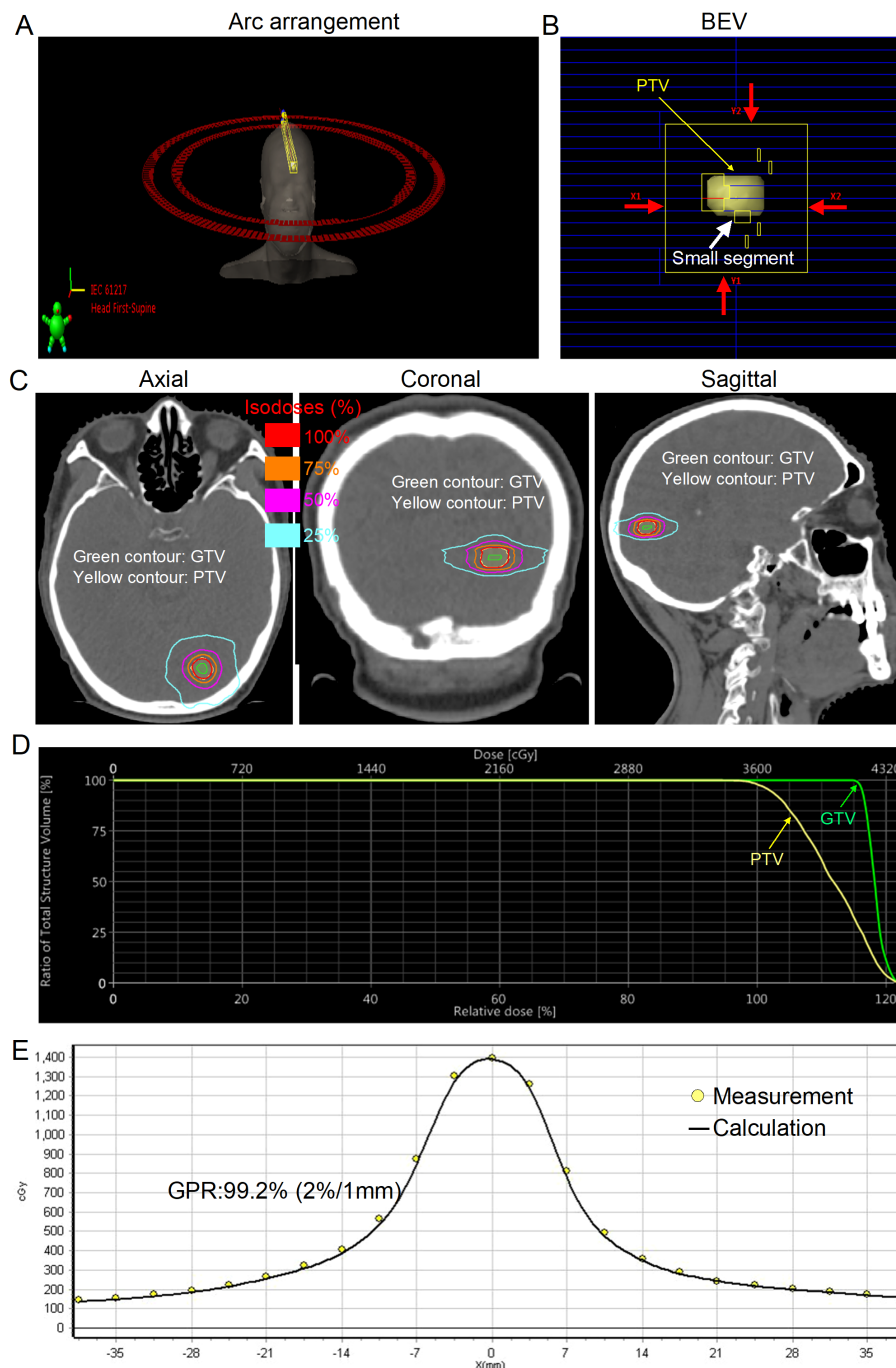 A
Arc arrangement
IEC 61217
Head First-Supine
B
BEV
PTV
Y2
X1
X2
Small segment
Y1
C
Axial
Coronal
Sagittal
Isodoses (%)
100%
75%
50%
25%
Green contour: GTV
Yellow contour: PTV
Green contour: GTV
Yellow contour: PTV
Green contour: GTV
Yellow contour: PTV
D
Dose [cGy]
0 720 1440 2160 2880 3600 4320
Ratio of Total Structure Volume [%]
100
75
50
25
0
GTV
PTV
0 20 40 60 80 100 120
Relative dose [%]
E
1,400
1,300
1,200
1,100
1,000
900
800
700
600
500
400
300
200
100
0
cGy
Measurement
Calculation
GPR:99.2% (2%/1mm)
-35 -28 -21 -14 -7 0 7 14 21 28 35
X(mm)